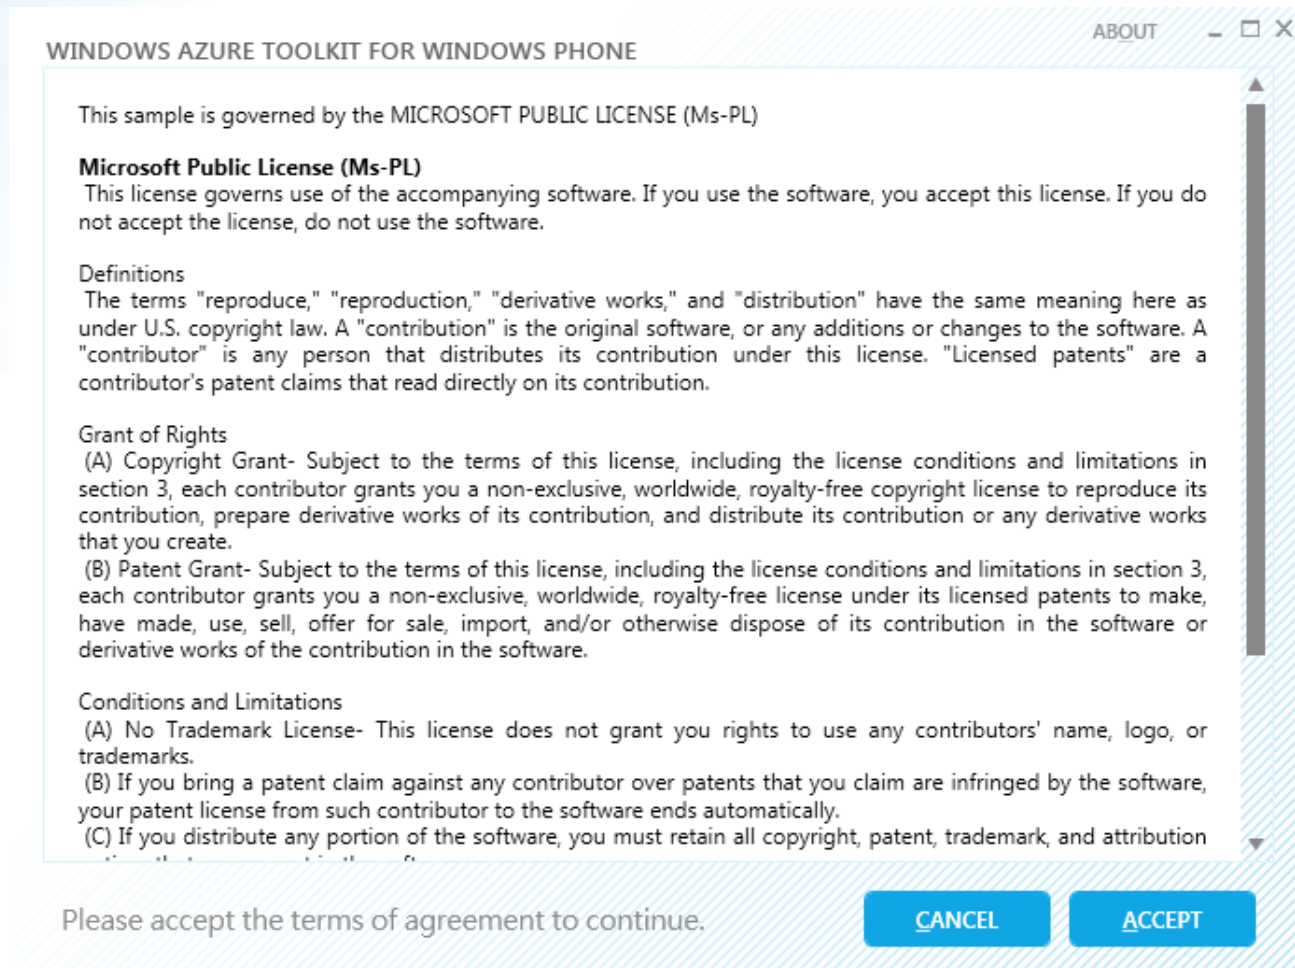 ABOUT
WINDOWS AZURE TOOLKIT FOR WINDOWS PHONE
This sample is governed by the MICROSOFT PUBLIC LICENSE (Ms-PL)
Microsoft Public License (Ms-PL)
This license governs use of the accompanying software. If you use the software, you accept this license. If you do
not accept the license, do not use the software.
Definitions
The terms "reproduce," "reproduction," "derivative works," and "distribution" have the same meaning here as
under U.S. copyright law. A "contribution" is the original software, or any additions or changes to the software. A
"contributor" is any person that distributes its contribution under this license. "Licensed patents" are a
contributor's patent claims that read directly on its contribution.
Grant of Rights
(A) Copyright Grant- Subject to the terms of this license, including the license conditions and limitations in
section 3, each contributor grants you a non-exclusive, worldwide, royalty-free copyright license to reproduce its
contribution, prepare derivative works of its contribution, and distribute its contribution or any derivative works
that you create.
(B) Patent Grant- Subject to the terms of this license, including the license conditions and limitations in section 3,
each contributor grants you a non-exclusive, worldwide, royalty-free license under its licensed patents to make,
have made, use, sell, offer for sale, import, and/or otherwise dispose of its contribution in the software or
derivative works of the contribution in the software.
Conditions and Limitations
(A) No Trademark License- This license does not grant you rights to use any contributors' name, logo, or
trademarks.
(B) If you bring a patent claim against any contributor over patents that you claim are infringed by the software,
your patent license from such contributor to the software ends automatically.
(C) If you distribute any portion of the software, you must retain all copyright, patent, trademark, and attribution
Please accept the terms of agreement to continue.
CANCEL
ACCEPT